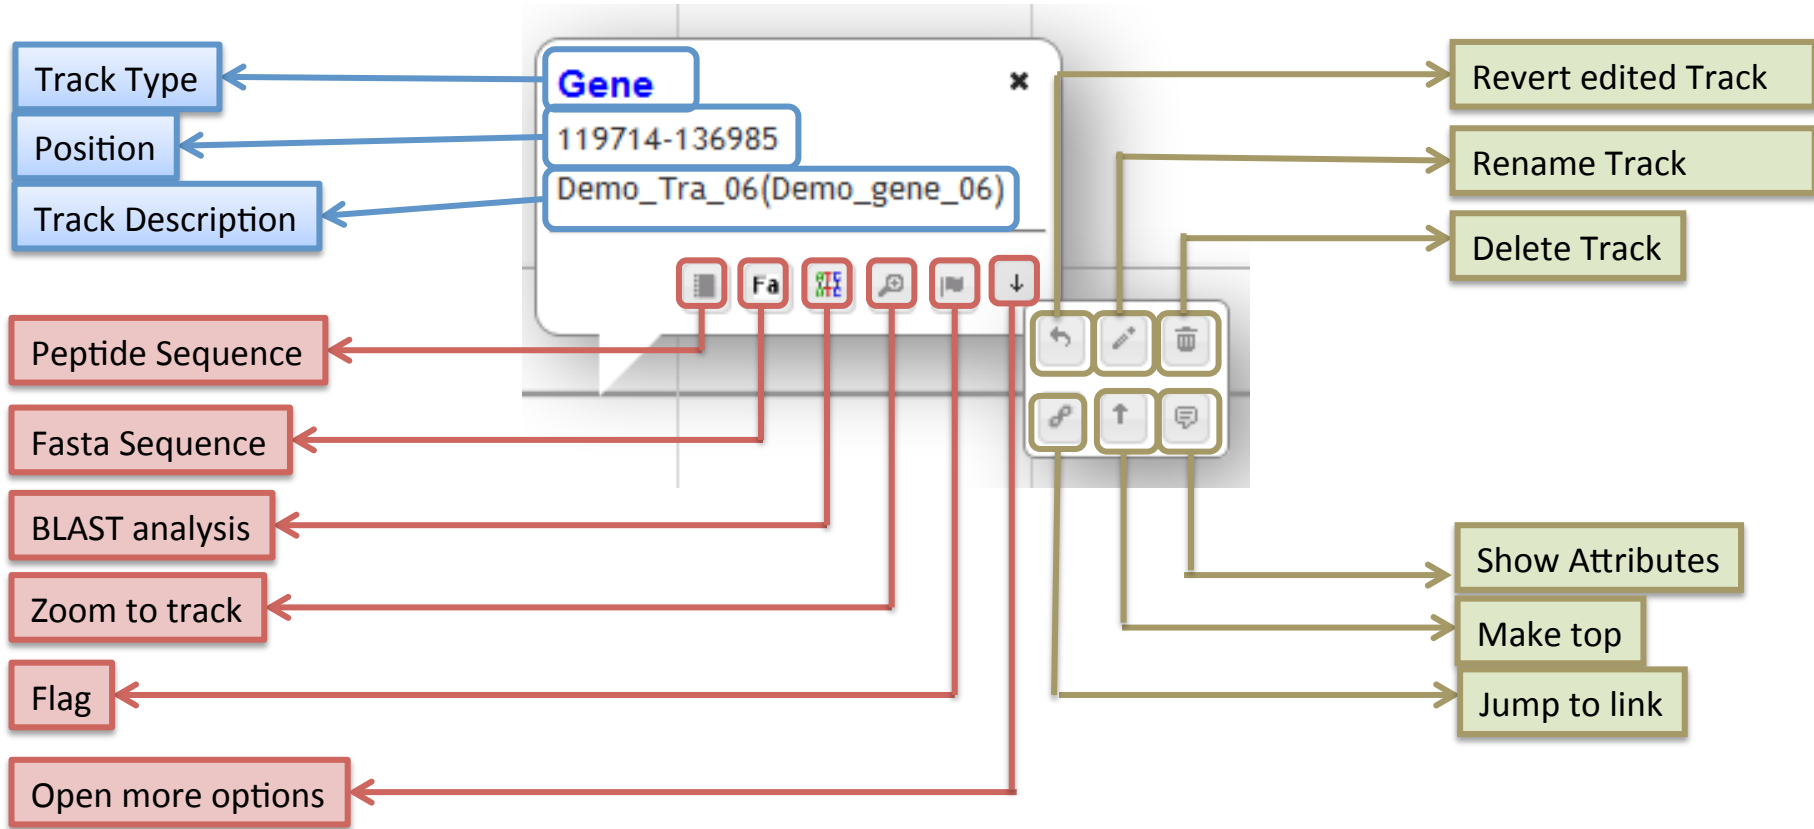 Track Type
Position
Track Description
Gene
119714-136985
Demo_Tra_06(Demo_gene_06)
Fa
Revert edited Track
Rename Track
Delete Track
Peptide Sequence
Fasta Sequence
BLAST analysis
Zoom to track
Flag
Open more options
Show Attributes
Make top
Jump to link